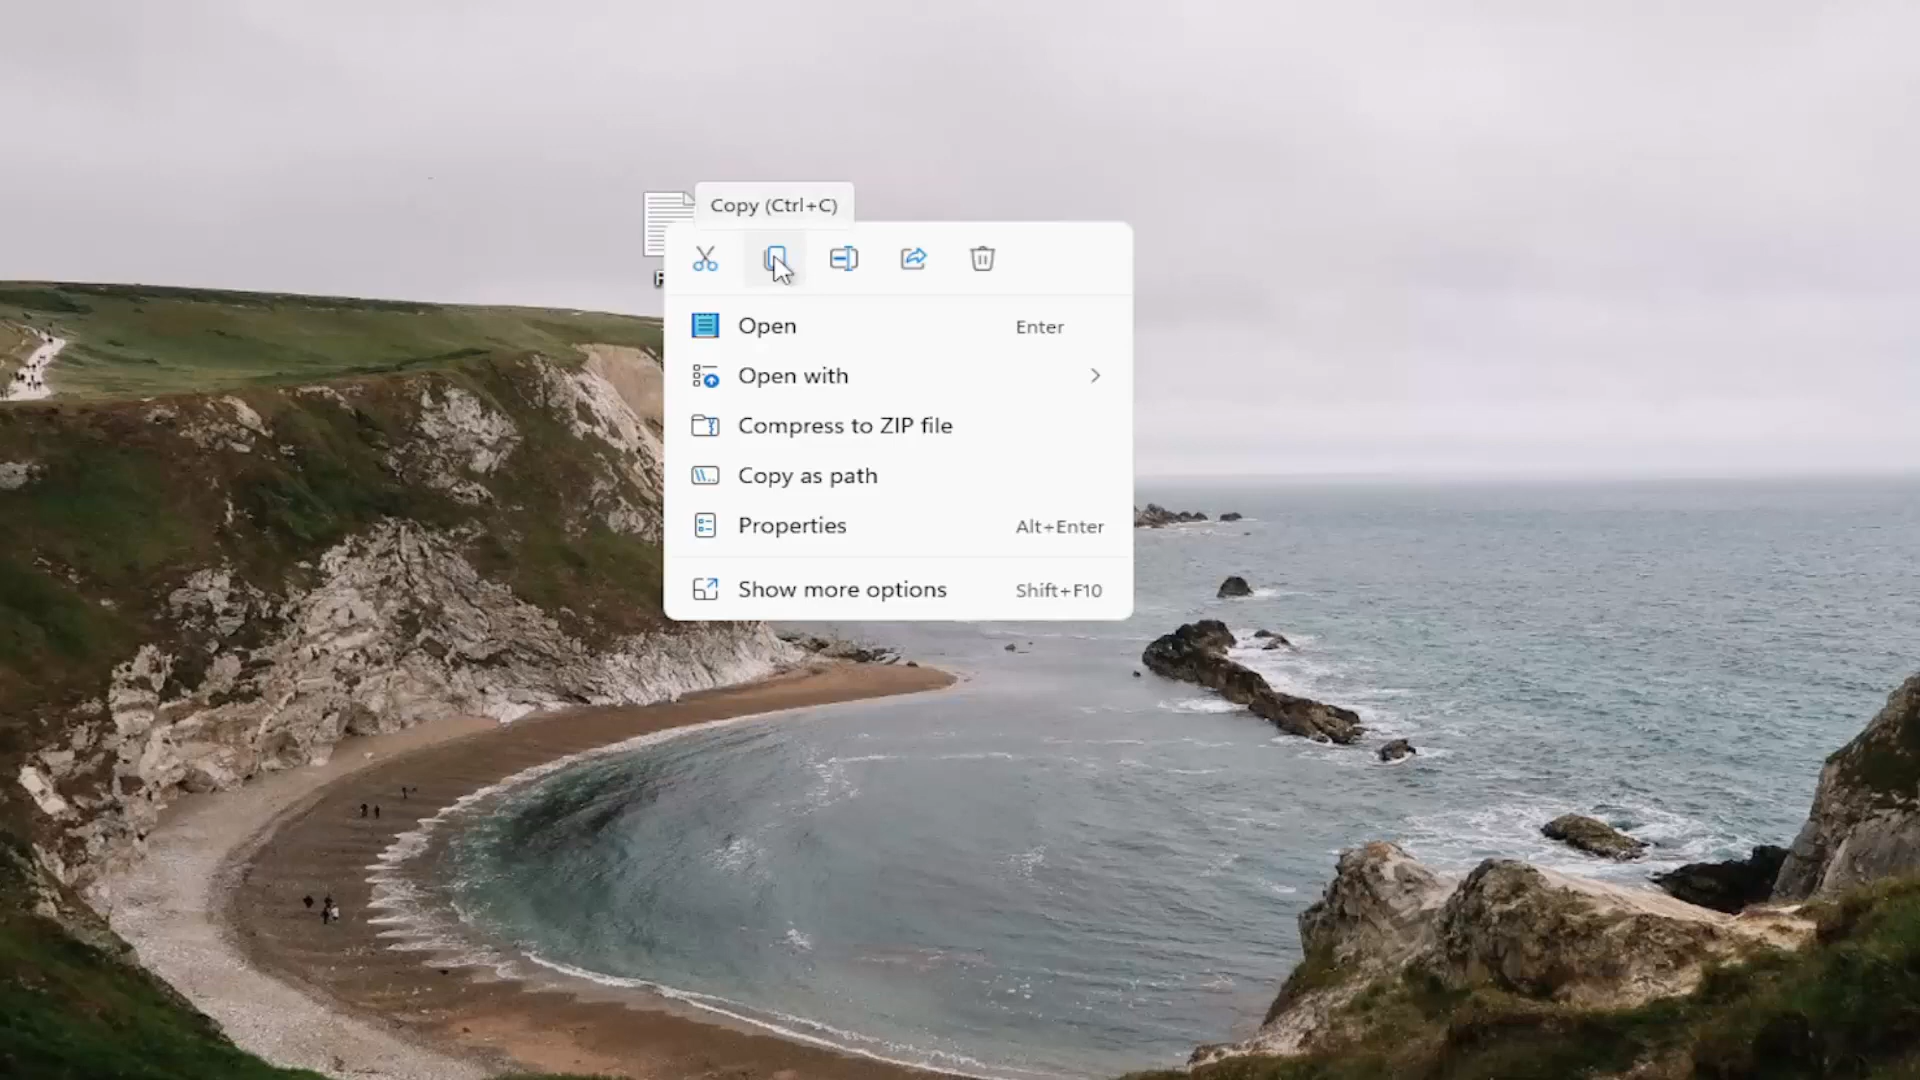 Copy (Ctrl+C)
Open Enter
Open with
Compress to ZIP file
Copy as path
Properties Alt+Enter
Show more options Shift+F10